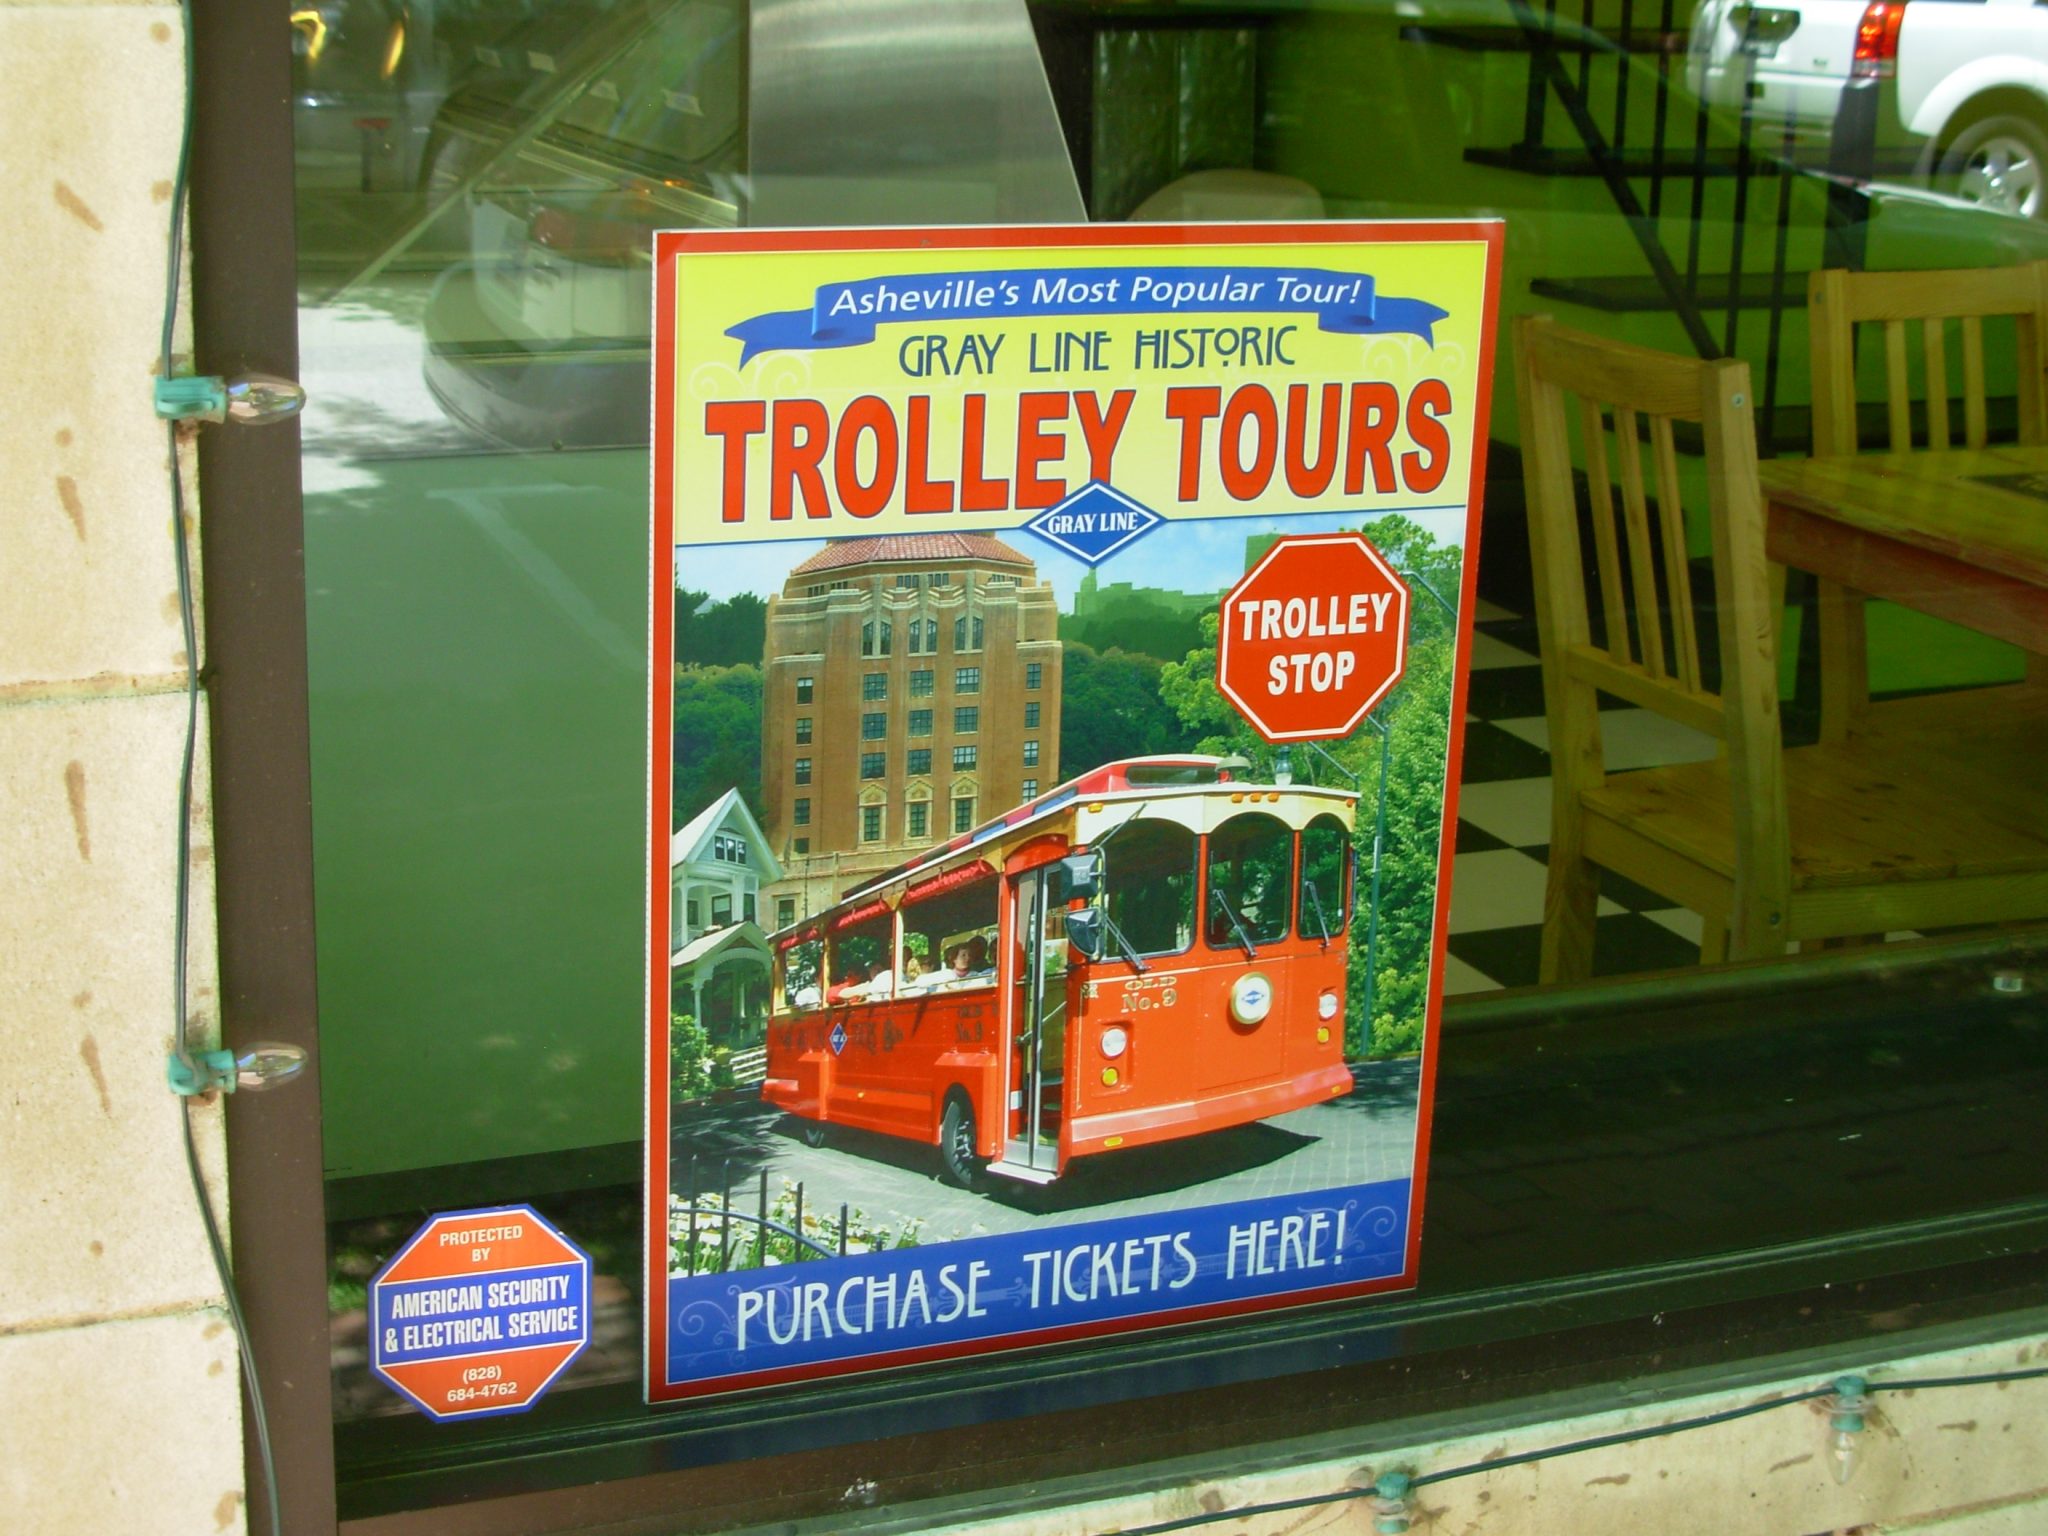 Asheville's Most Popular Tour!
GRAY LINE HISTORIC
TROLLEY TOURS
GRAY LINE
TROLLEY
STOP
OLD
No. 9
PURCHASE TICKETS HERE!
PROTECTED
BY
AMERICAN SECURITY
& ELECTRICAL SERVICE
(828)
684-4762